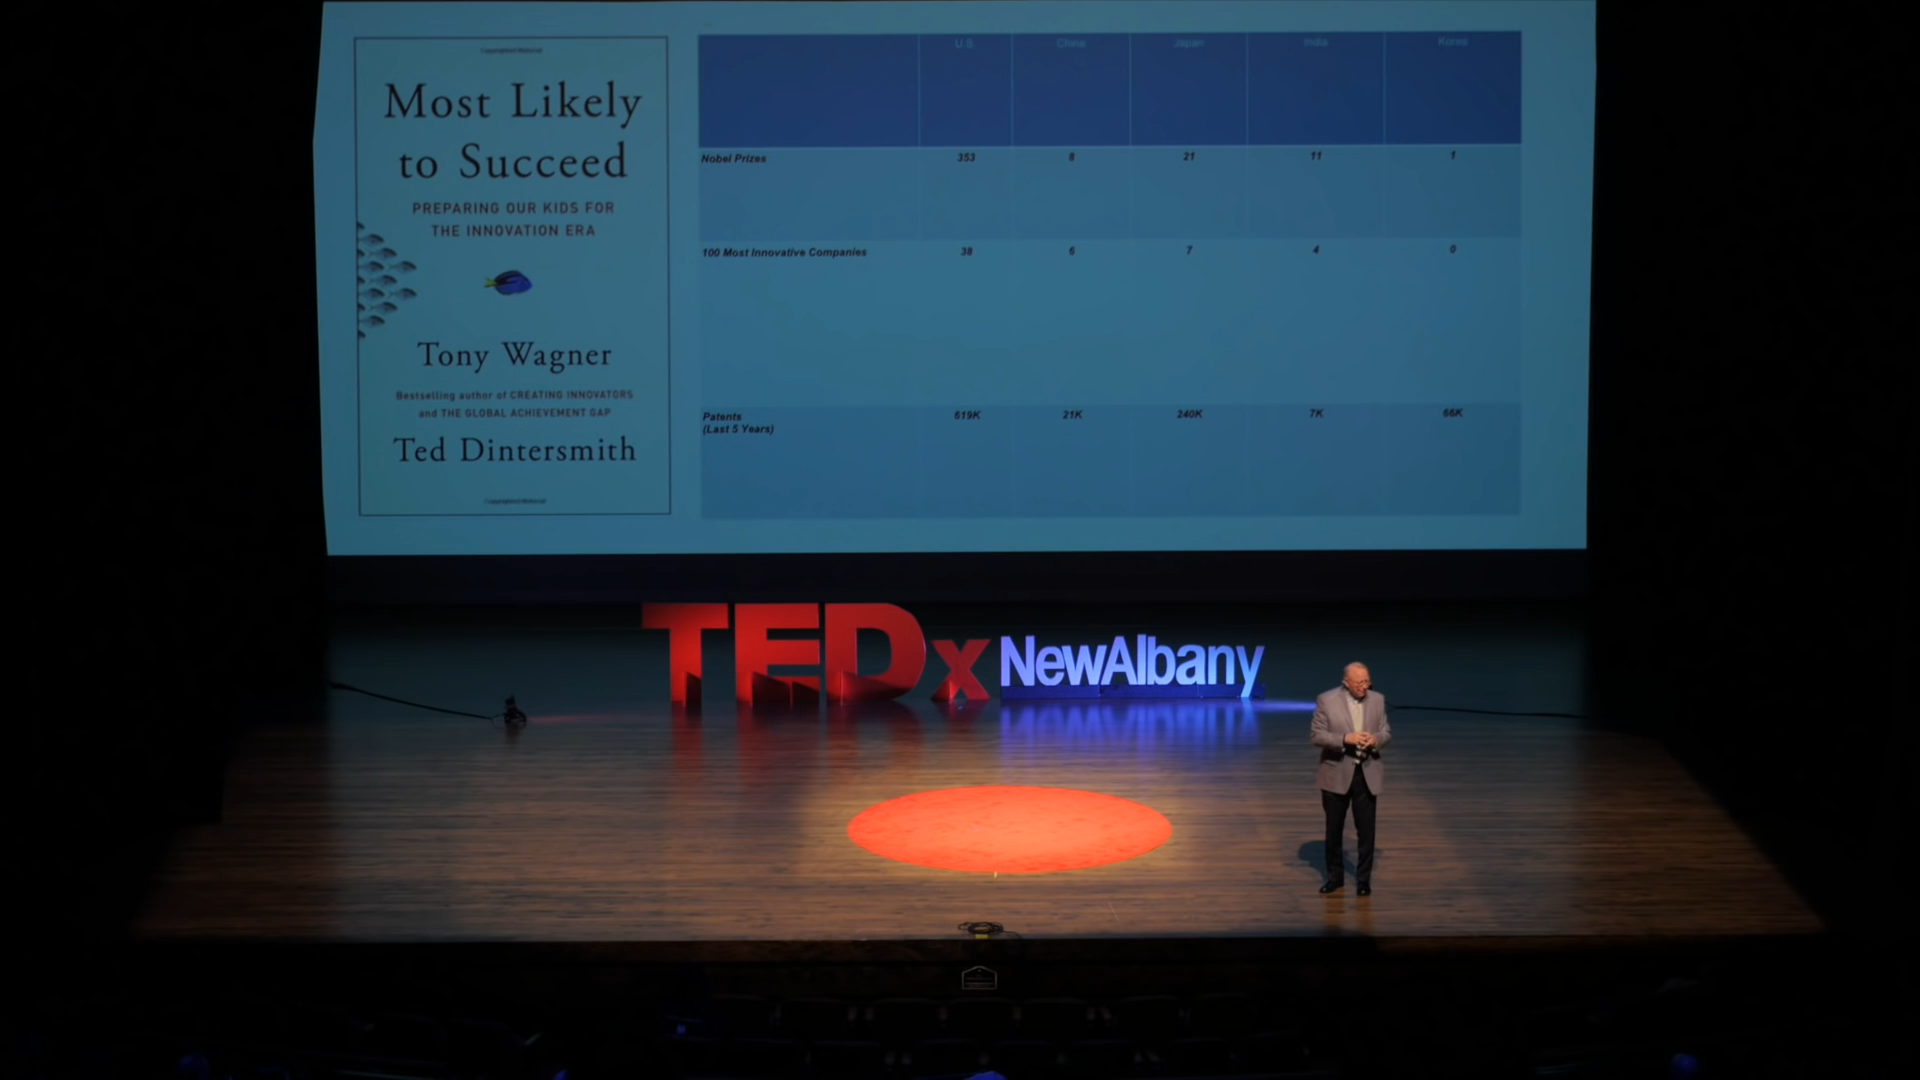 Most Likely
to Succeed
PREPARING OUR KIDS FOR
THE INNOVATION ERA
Tony Wagner
Bestselling author of CREATING INNOVATORS
and THE GLOBAL ACHIEVEMENT GAP
Ted Dintersmith
U.S. China Japan India Korea
Nobel Prizes 353 8 21 11 1
100 Most Innovative Companies 38 6 7 4 0
Patents 619K 21K 240K 7K 66K
(Last 5 Years)
TEDx NewAlbany